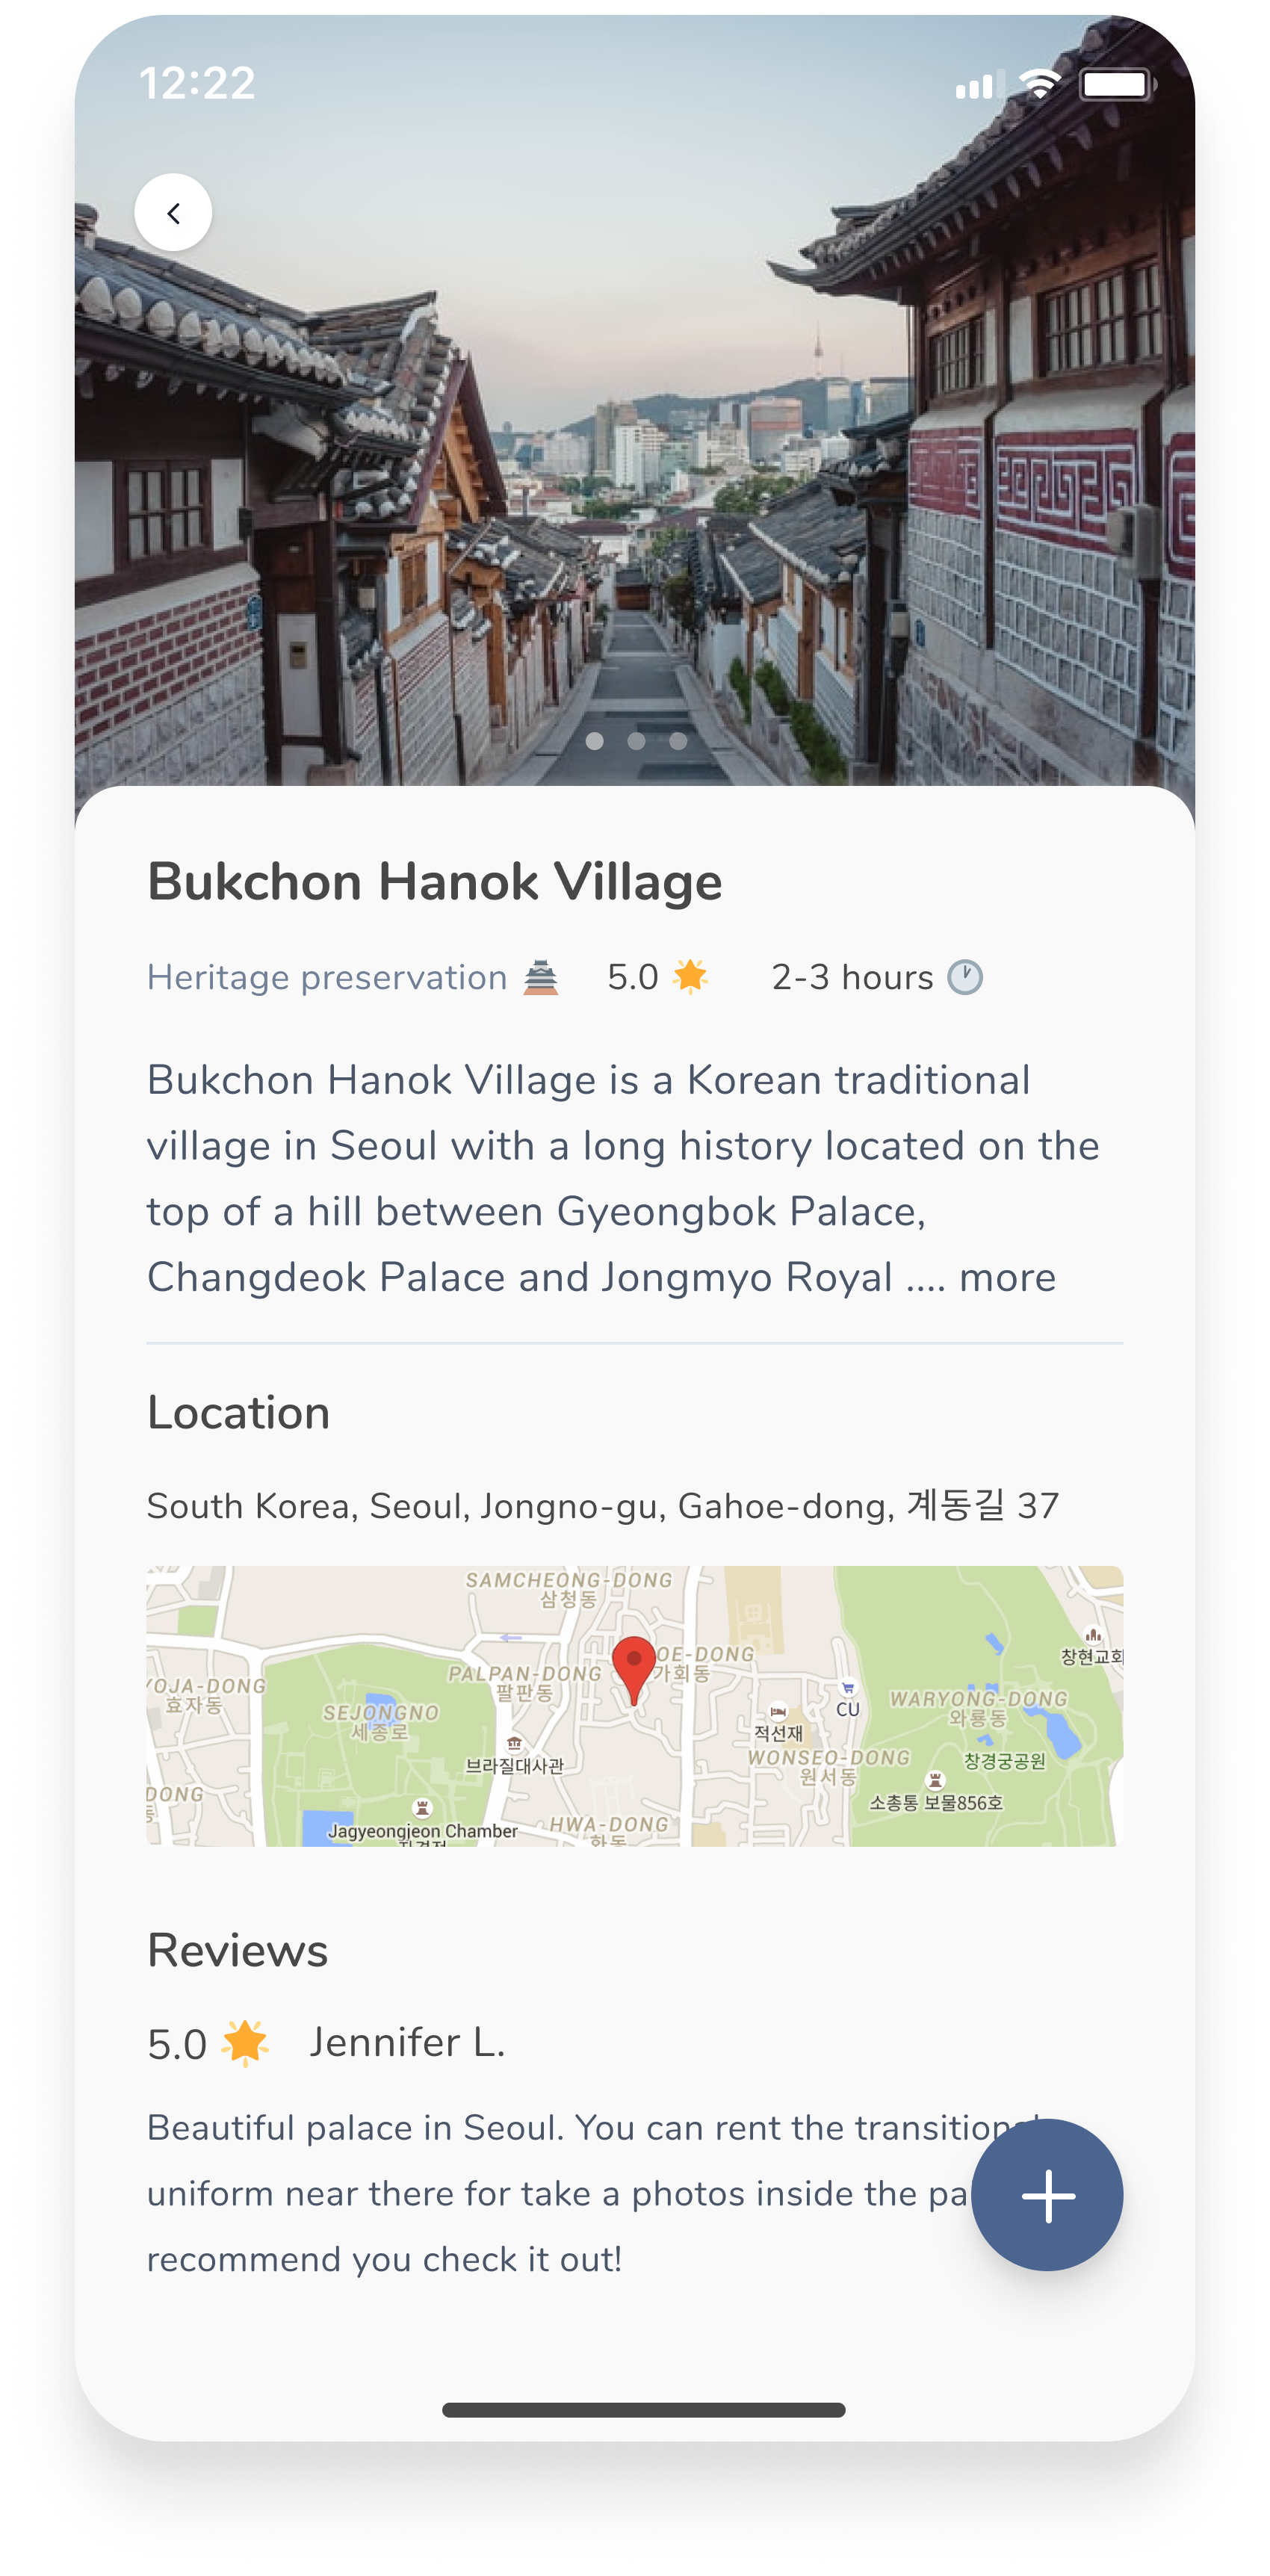 12:22
Bukchon Hanok Village
Heritage preservation 5.0 2-3 hours
Bukchon Hanok Village is a Korean traditional
village in Seoul with a long history located on the
top of a hill between Gyeongbok Palace,
Changdeok Palace and Jongmyo Royal .... more
Location
South Korea, Seoul, Jongno-gu, Gahoe-dong, 계동길 37
SAMCHEONG-DONG
삼청동
OE-DONG
가회동
창현교회
PALPAN-DONG
팔판동
YOJA-DONG
효자동
SEJONGNO
세종로
CU
WARYONG-DONG
와룡동
적선재
브라질대사관
WONSEO-DONG
원서동
창경궁공원
DONG
소총통 보물856호
Jagyeongjeon Chamber
자경전
HWA-DONG
화동
Reviews
5.0 Jennifer L.
Beautiful palace in Seoul. You can rent the transitional
uniform near there for take a photos inside the pa
recommend you check it out!